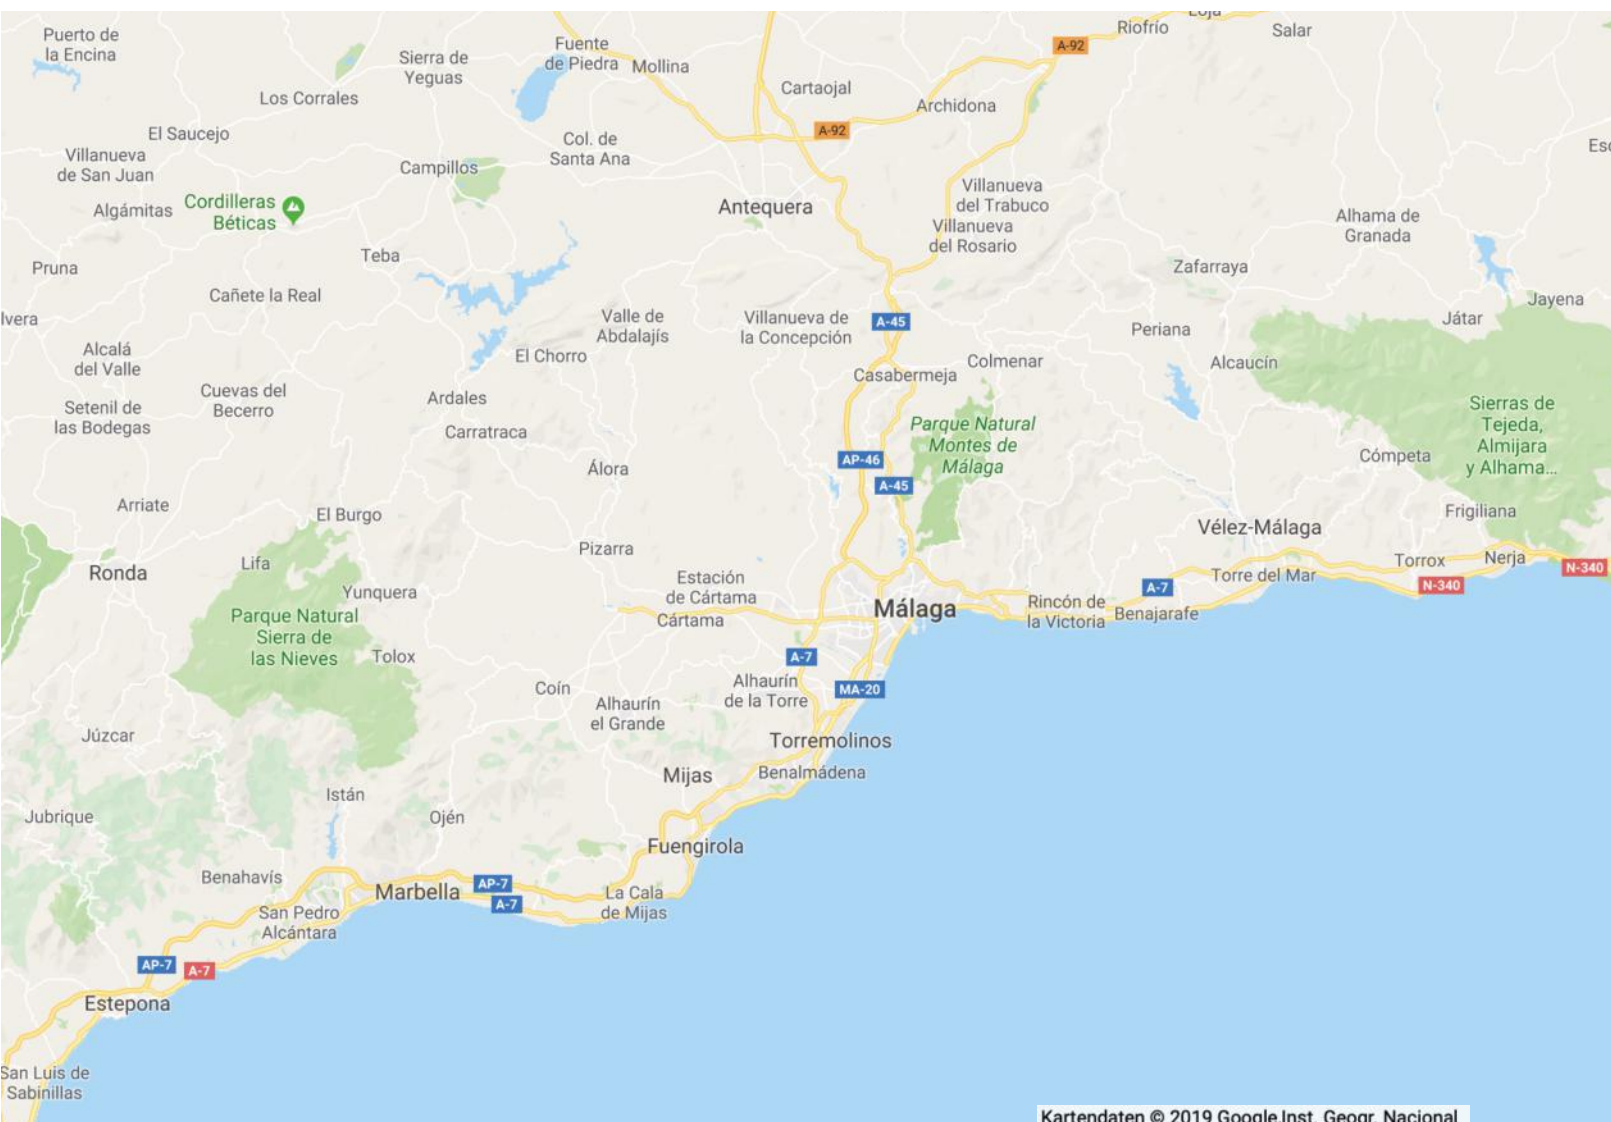 Loja
Puerto de
la Encina
Sierra de
Yeguas
Fuente
de Piedra
Mollina
Riofrío
Salar
A-92
Los Corrales
Cartaojal
Archidona
El Saucejo
A-92
Col. de
Santa Ana
Villanueva
de San Juan
Campillos
Algámitas
Cordilleras
Béticas
Antequera
Villanueva
del Trabuco
Villanueva
del Rosario
Alhama de
Granada
Teba
Pruna
Zafarraya
Cañete la Real
Jayena
lvera
Valle de
Abdalajís
Villanueva de
la Concepción
A-45
Periana
Játar
Alcalá
del Valle
El Chorro
Casabermeja
Colmenar
Alcaucín
Cuevas del
Becerro
Ardales
Setenil de
las Bodegas
Carratraca
Parque Natural
Montes de
Málaga
Sierras de
Tejeda,
Almijara
y Alhama...
AP-46
Cómpeta
Álora
A-45
Arriate
El Burgo
Frigiliana
Vélez-Málaga
Pizarra
Lifa
Ronda
Torrox
Nerja
N-340
Estación
de Cártama
Yunquera
Torre del Mar
A-7
N-340
Málaga
Rincón de
la Victoria
Benajarafe
Cártama
Parque Natural
Sierra de
las Nieves
Tolox
A-7
Coín
Alhaurín
de la Torre
MA-20
Alhaurín
el Grande
Júzcar
Torremolinos
Mijas
Benalmádena
Istán
Jubrique
Ojén
Fuengirola
Benahavís
Marbella
AP-7
A-7
La Cala
de Mijas
San Pedro
Alcántara
AP-7
A-7
Estepona
San Luis de
Sabinillas
Kartendaten © 2019 Google,Inst. Geogr. Nacional